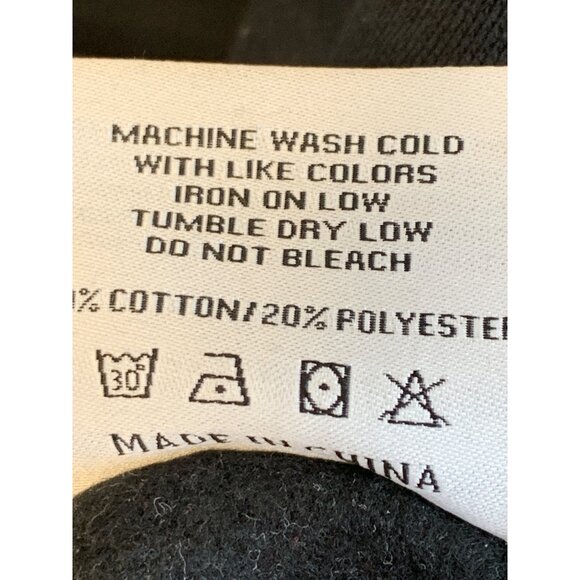 MACHINE WASH COLD
WITH LIKE COLORS
IRON ON LOW
TUMBLE DRY LOW
DO NOT BLEACH
% COTTON/20% POLYESTER
30°
MADE IN CHINA